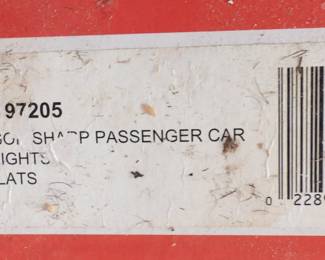 97205
SHARP PASSENGER CAR
IGHTS
LATS
0 228